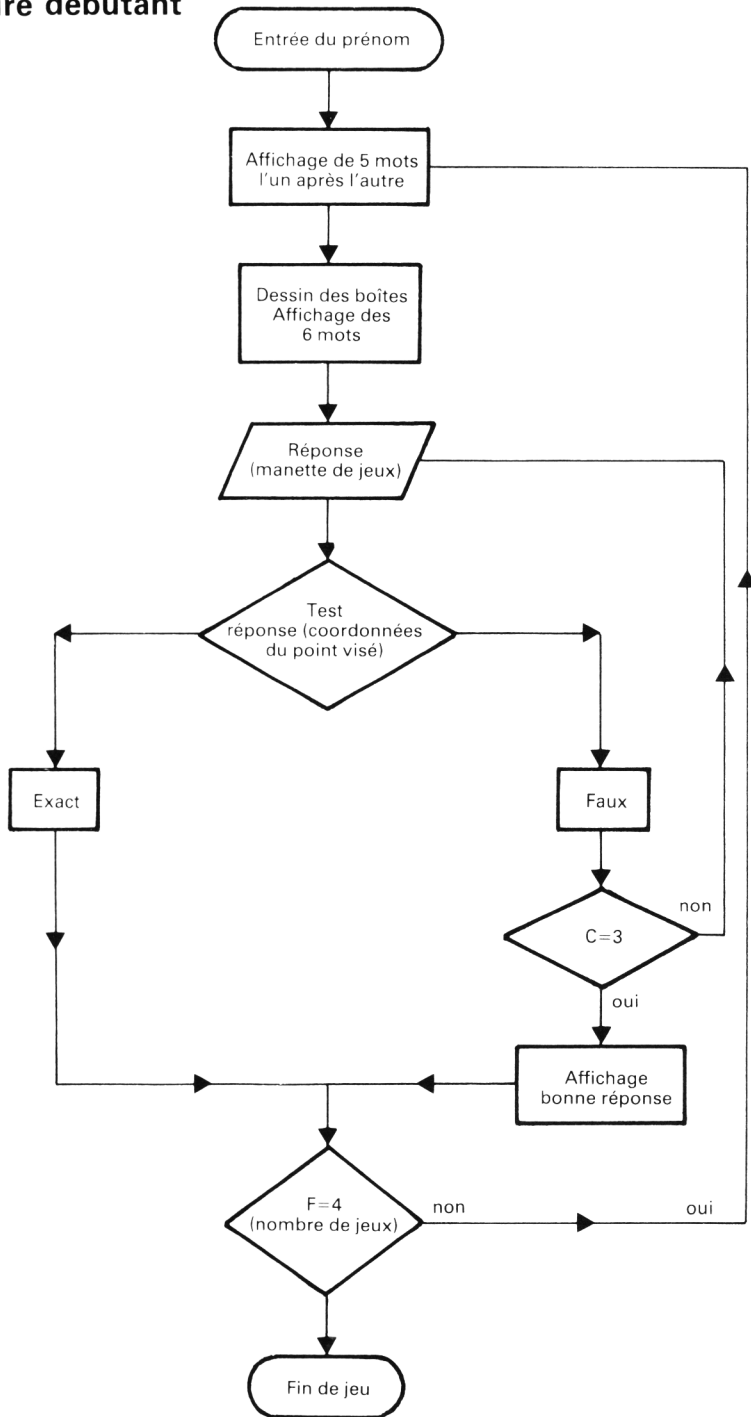 débutant
Entrée du prénom
Affichage de 5 mots
l'un après l'autre
Dessin des boîtes
Affichage des
6 mots
Réponse
(manette de jeux)
Test
réponse (coordonnées
du point visé)
Exact
Faux
C=3
non
oui
Affichage
bonne réponse
F=4
(nombre de jeux)
non
oui
Fin de jeu